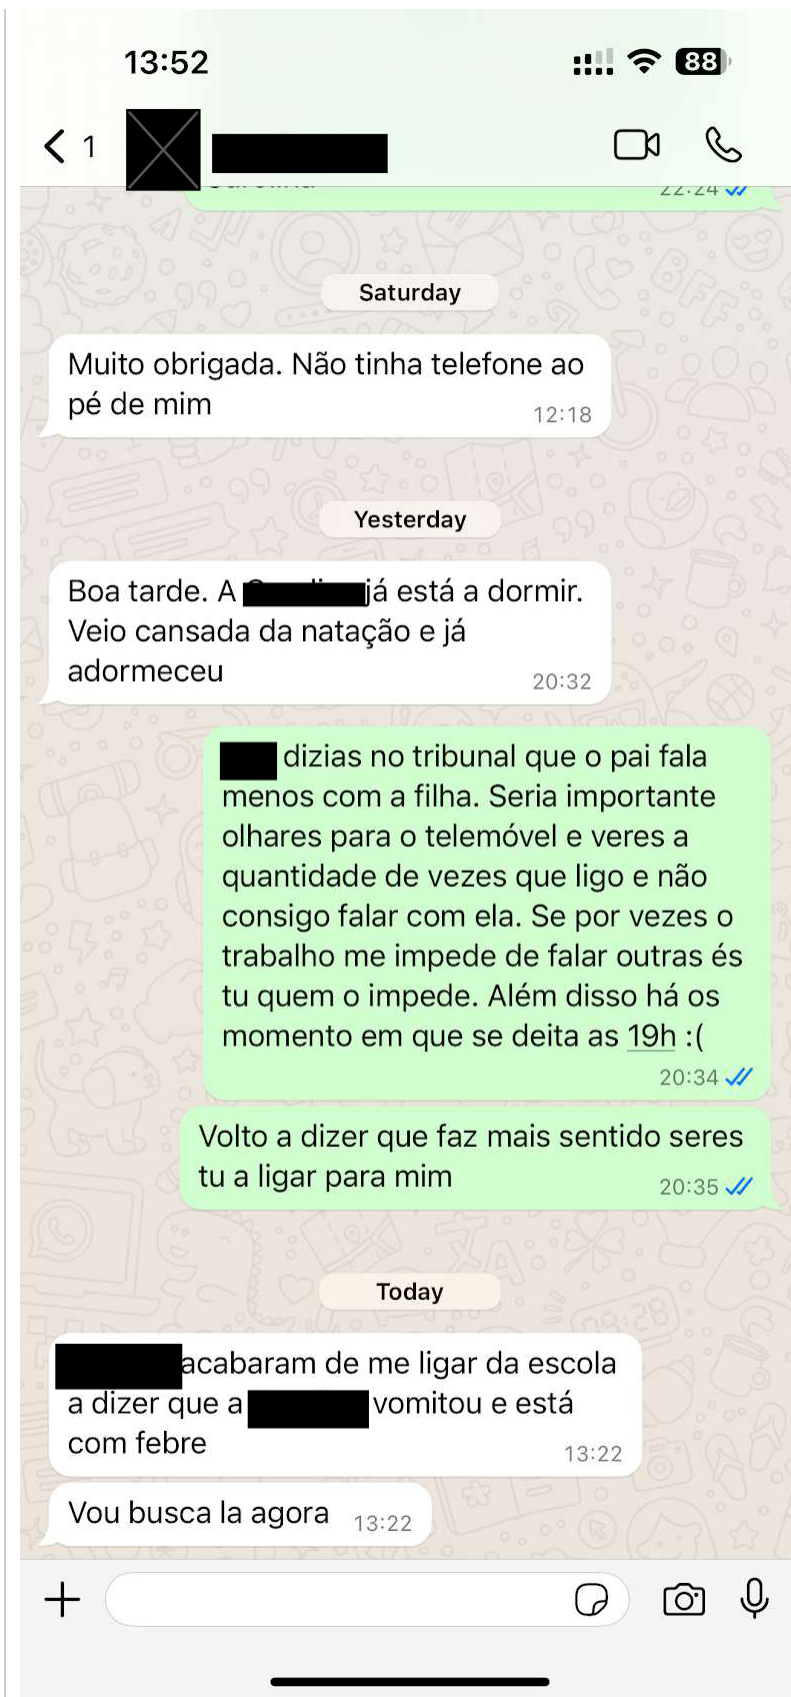 13:52
88
1
22:24
Saturday
Muito obrigada. Não tinha telefone ao
pé de mim
12:18
Yesterday
Boa tarde. A já está a dormir.
Veio cansada da natação e já
adormeceu
20:32
dizias no tribunal que o pai fala
menos com a filha. Seria importante
olhares para o telemóvel e veres a
quantidade de vezes que ligo e não
consigo falar com ela. Se por vezes o
trabalho me impede de falar outras és
tu quem o impede. Além disso há os
momento em que se deita as 19h :(
20:34
Volto a dizer que faz mais sentido seres
tu a ligar para mim
20:35
Today
acabaram de me ligar da escola
a dizer que a vomitou e está
com febre
13:22
Vou busca la agora
13:22